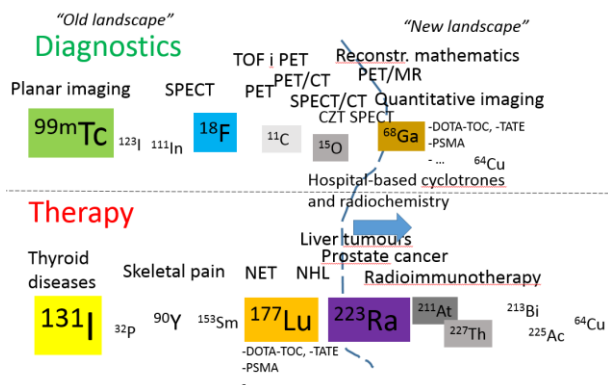 "Old landscape"
"New landscape"
Diagnostics
TOF i PET
Reconstr. mathematics
PET/CT
PET/MR
Planar imaging
SPECT
PET
SPECT/CT
Quantitative imaging
CZT SPECT
99mTc
123I
111In
18F
11C
15O
68Ga
-DOTA-TOC, -TATE
-PSMA
- ...
64Cu
Hospital-based cyclotrones
and radiochemistry
Therapy
Liver tumours
Prostate cancer
Thyroid
diseases
Skeletal pain
NET
NHL
Radioimmunotherapy
131I
32P
90Y
153Sm
177Lu
223Ra
211At
227Th
213Bi
225Ac
64Cu
-DOTA-TOC, -TATE
-PSMA
-